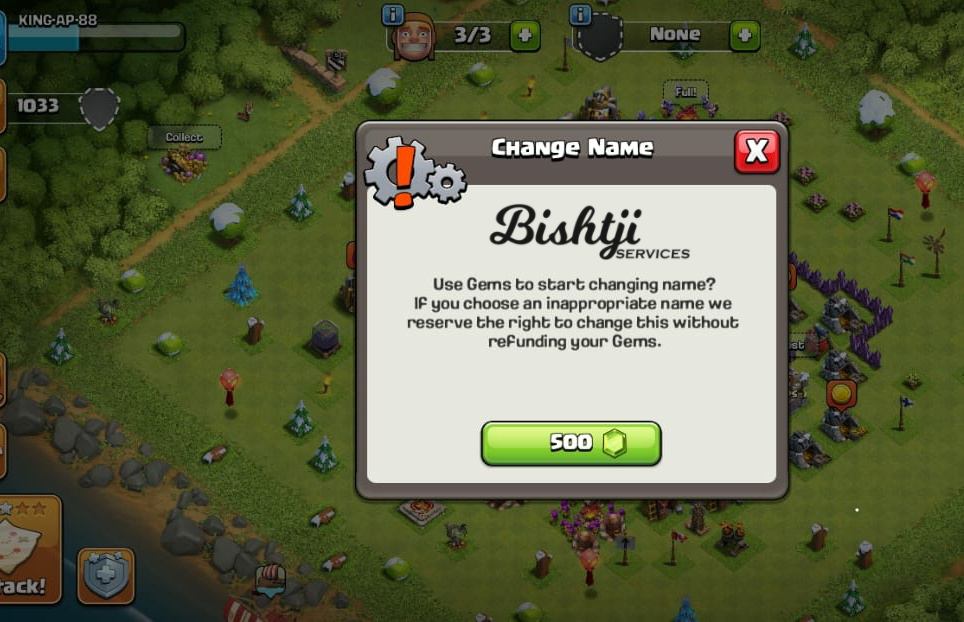 KING-AP-88
3/3
None
1033
Full!
Collect
Change Name
Bishtji
SERVICES
Use Gems to start changing name?
If you choose an inappropriate name we
reserve the right to change this without
refunding your Gems.
500